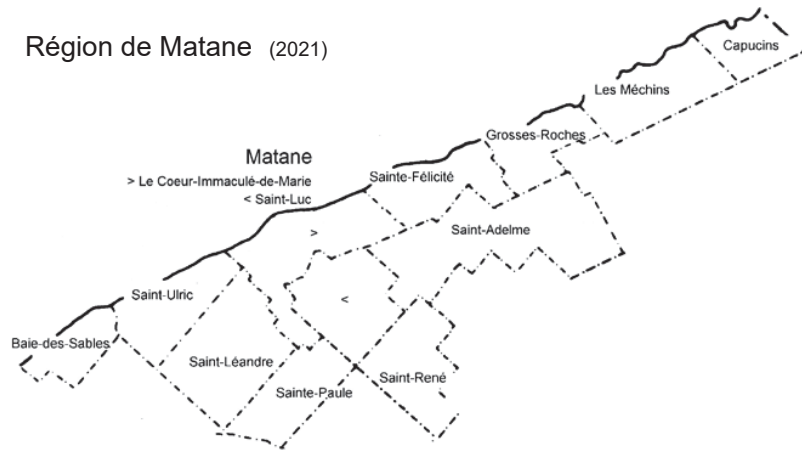 Région de Matane (2021)
Capucins
Les Méchins
Grosses-Roches
Matane
> Le Coeur-Immaculé-de-Marie
< Saint-Luc
Sainte-Félicité
>
Saint-Adelme
Saint-Ulric
<
Baie-des-Sables
Saint-Léandre
Sainte-Paule
Saint-René